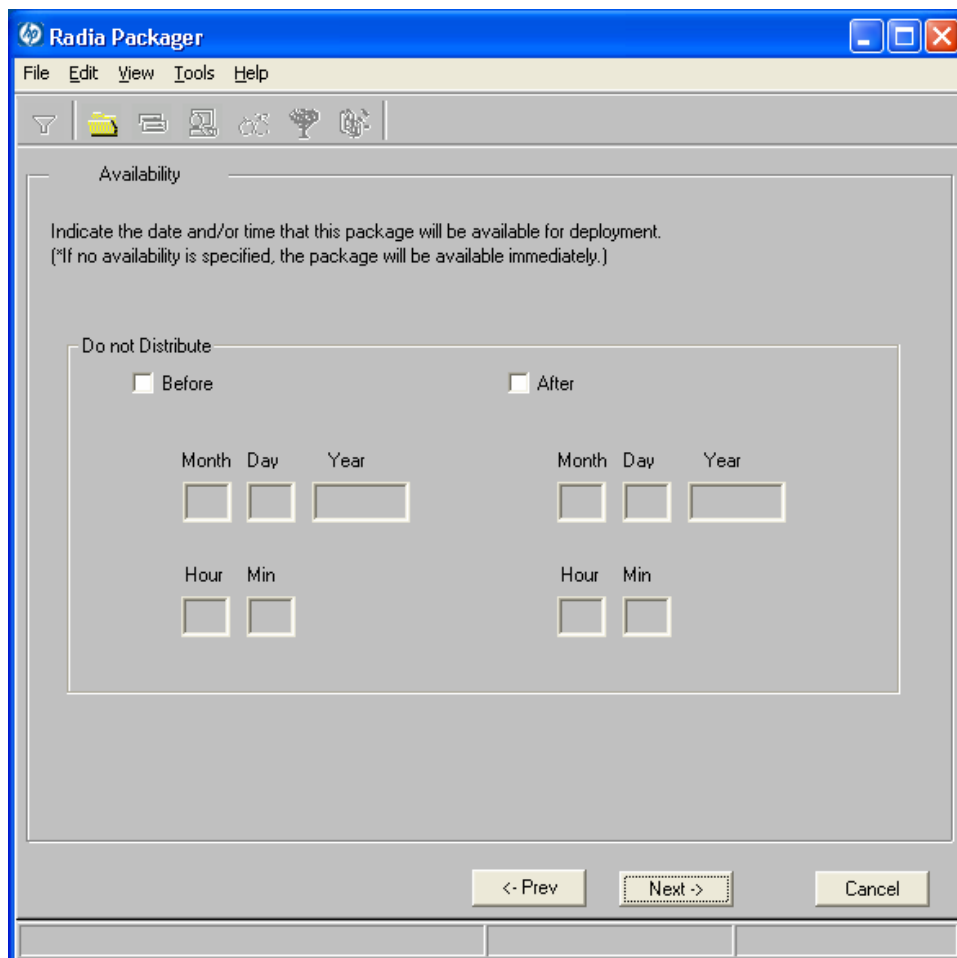 hp Radia Packager
File Edit View Tools Help
Availability
Indicate the date and/or time that this package will be available for deployment.
(*If no availability is specified, the package will be available immediately.)
Do not Distribute
Before After
Month Day Year Month Day Year
Hour Min Hour Min
<- Prev Next -> Cancel